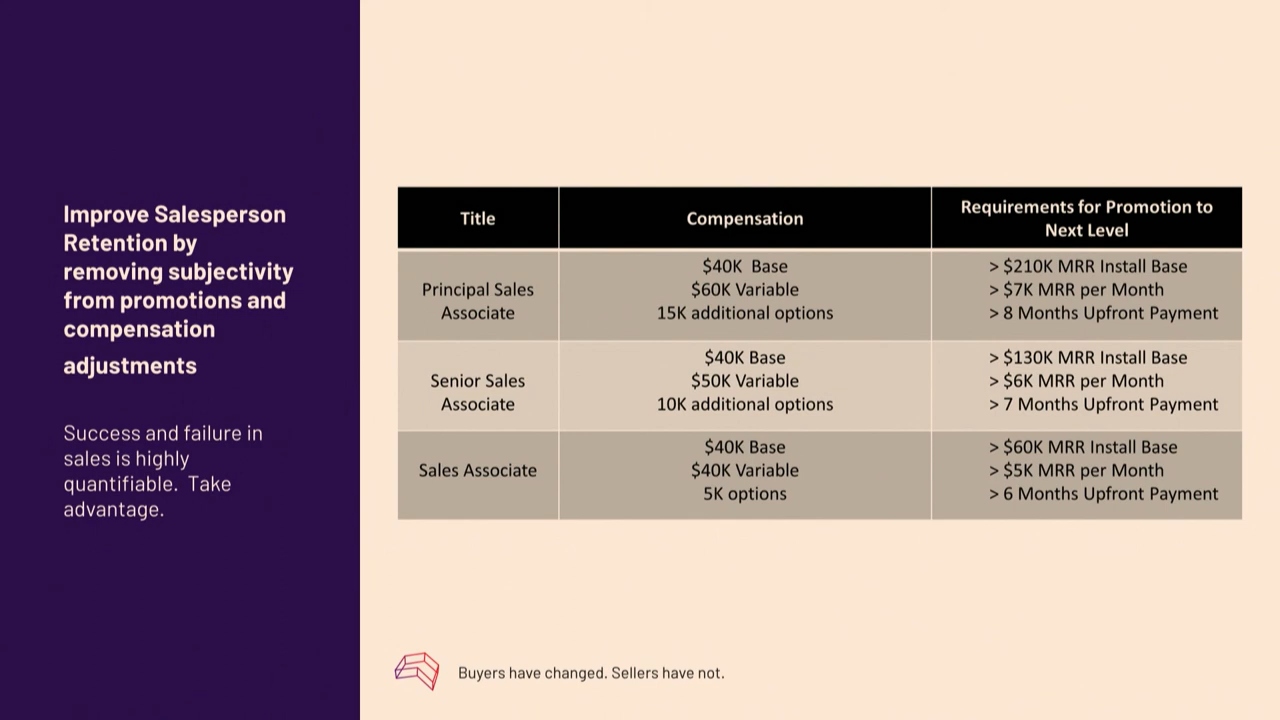 Improve Salesperson
Retention by
removing subjectivity
from promotions and
compensation
adjustments
Success and failure in
sales is highly
quantifiable.  Take
advantage.
Title
Compensation
Requirements for Promotion to
Next Level
Principal Sales
Associate
$40K  Base
$60K Variable
15K additional options
> $210K MRR Install Base
> $7K MRR per Month
> 8 Months Upfront Payment
Senior Sales
Associate
$40K Base
$50K Variable
10K additional options
> $130K MRR Install Base
> $6K MRR per Month
> 7 Months Upfront Payment
Sales Associate
$40K Base
$40K Variable
5K options
> $60K MRR Install Base
> $5K MRR per Month
> 6 Months Upfront Payment
Buyers have changed. Sellers have not.